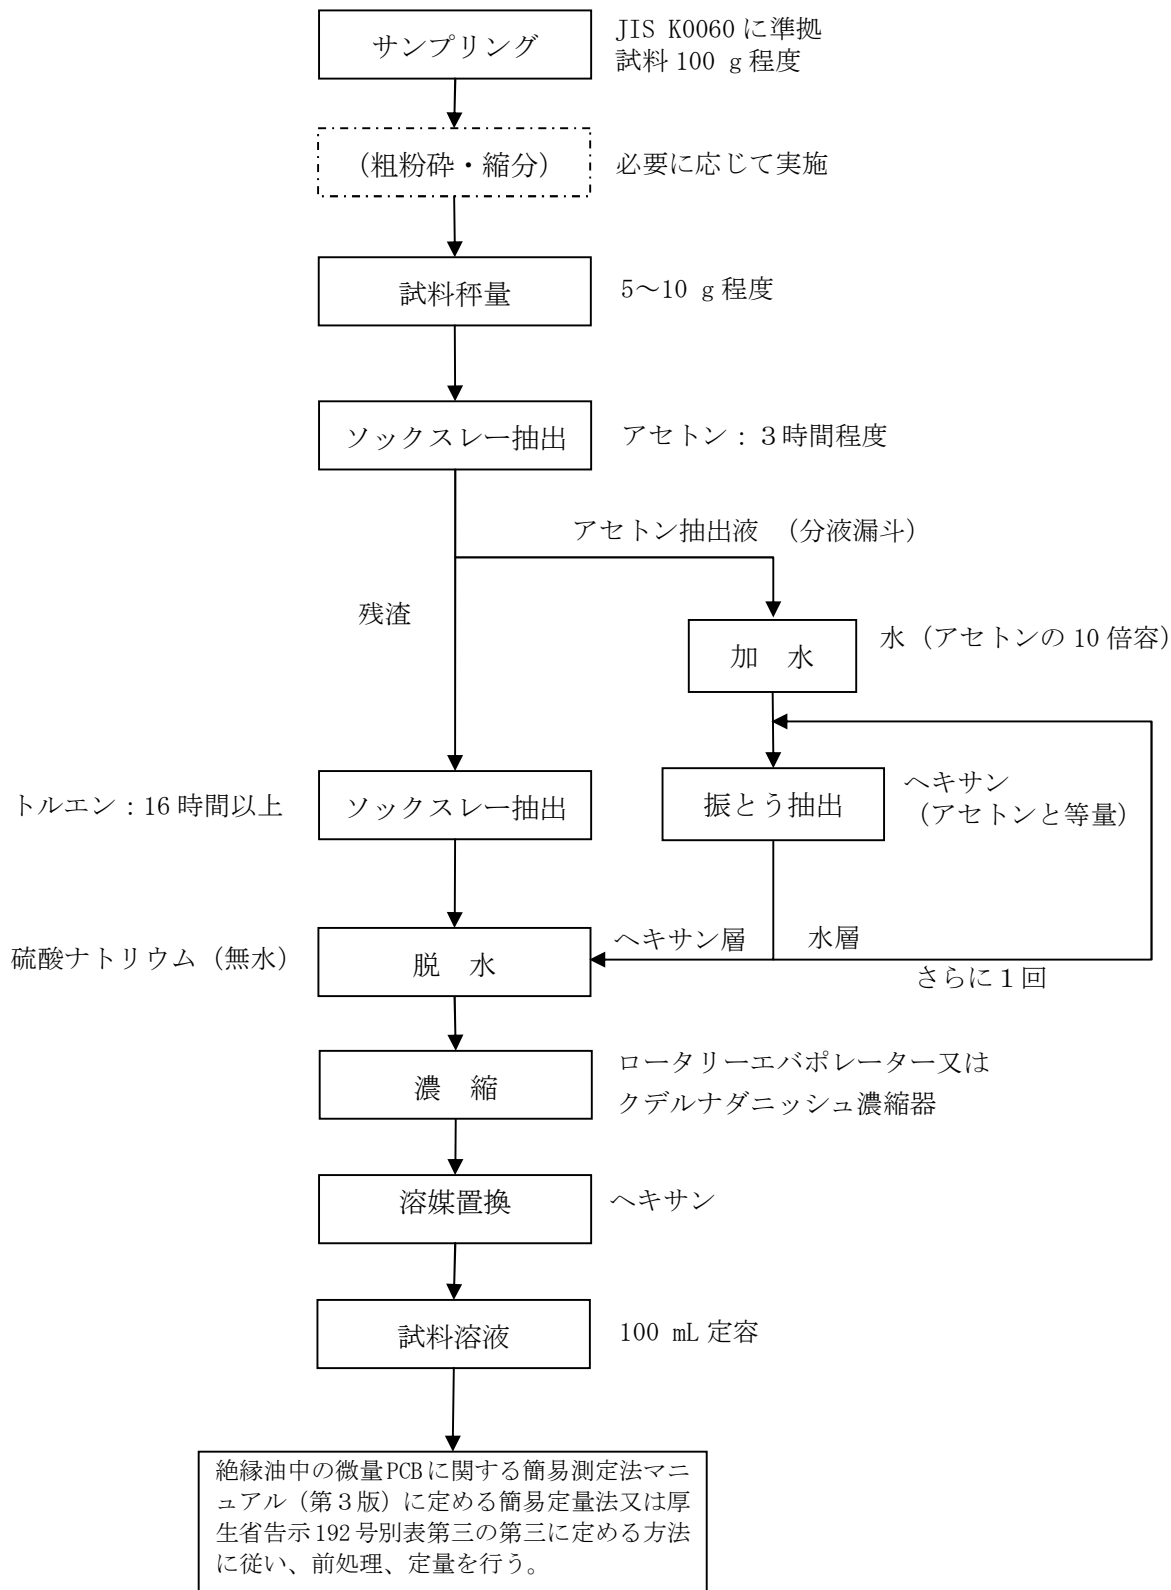 サンプリング
JIS K0060 に準拠
試料 100 g 程度
（粗粉砕・縮分）
必要に応じて実施
試料秤量
5～10 g 程度
ソックスレー抽出
アセトン：３時間程度
アセトン抽出液 （分液漏斗）
残渣
加　水
水（アセトンの 10 倍容）
トルエン：16 時間以上
ソックスレー抽出
振とう抽出
ヘキサン
（アセトンと等量）
硫酸ナトリウム（無水）
脱　水
ヘキサン層
水層
さらに１回
濃　縮
ロータリーエバポレーター又は
クデルナダニッシュ濃縮器
溶媒置換
ヘキサン
試料溶液
100 mL 定容
絶縁油中の微量 PCB に関する簡易測定法マニ
ュアル（第３版）に定める簡易定量法又は厚
生省告示 192 号別表第三の第三に定める方法
に従い、前処理、定量を行う。